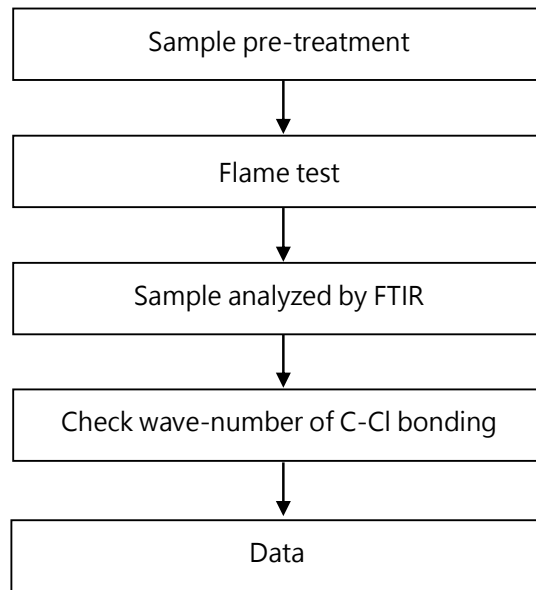 Sample pre-treatment
Flame test
Sample analyzed by FTIR
Check wave-number of C-Cl bonding
Data